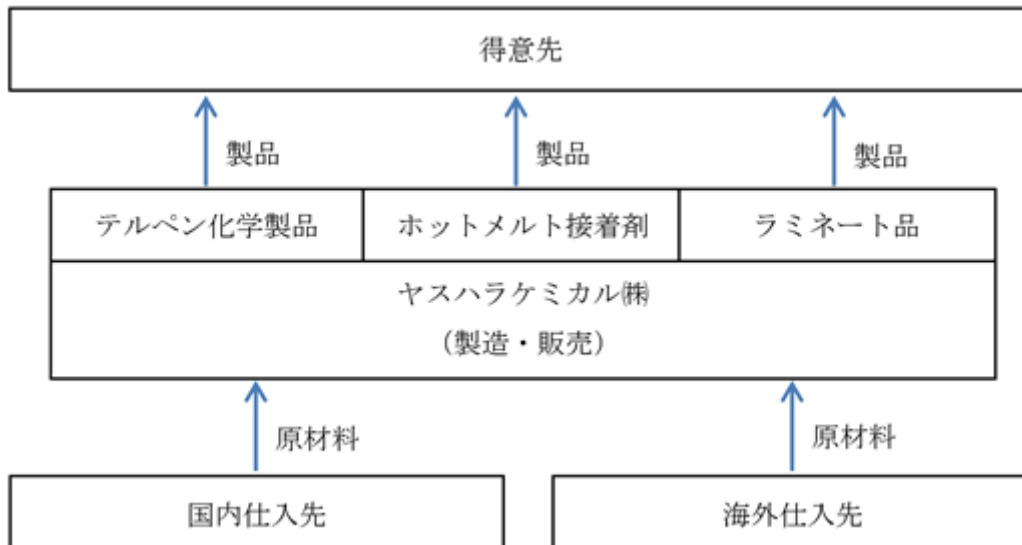 得意先
製品
製品
製品
テルペン化学製品
ホットメルト接着剤
ラミネート品
ヤスハラケミカル㈱
（製造・販売）
原材料
原材料
国内仕入先
海外仕入先